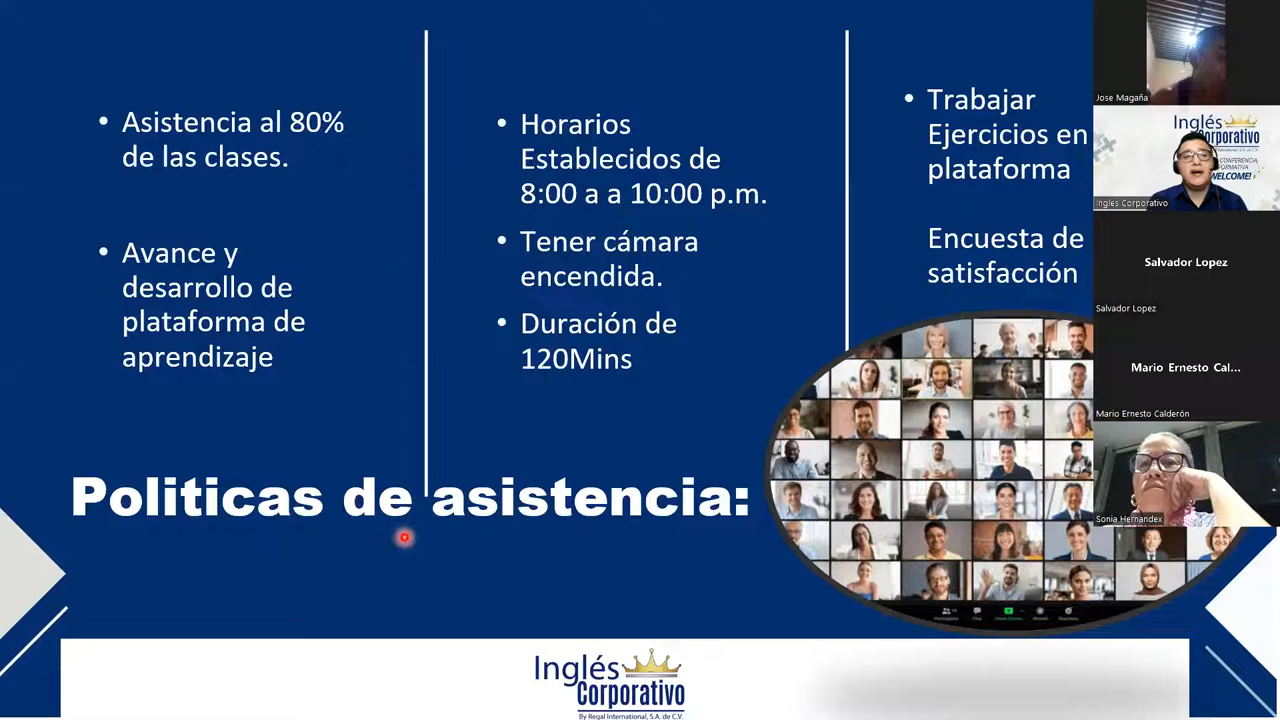 • Asistencia al 80%
de las clases.
• Avance y
desarrollo de
plataforma de
aprendizaje
• Horarios
Establecidos de
8:00 a a 10:00 p.m.
• Tener cámara
encendida.
• Duración de
120Mins
• Trabajar
Ejercicios en
plataforma
Encuesta de
satisfacción
Politicas de asistencia:
Inglés
Corporativo
By Regal International, S.A. de C.V.
Jose Magaña
Inglés
Corporativo
CONFERENCIA
WELCOME!
Ingles Corporativo
Salvador Lopez
Salvador Lopez
Mario Ernesto Cal...
Mario Ernesto Calderón
Sonia Hernandex